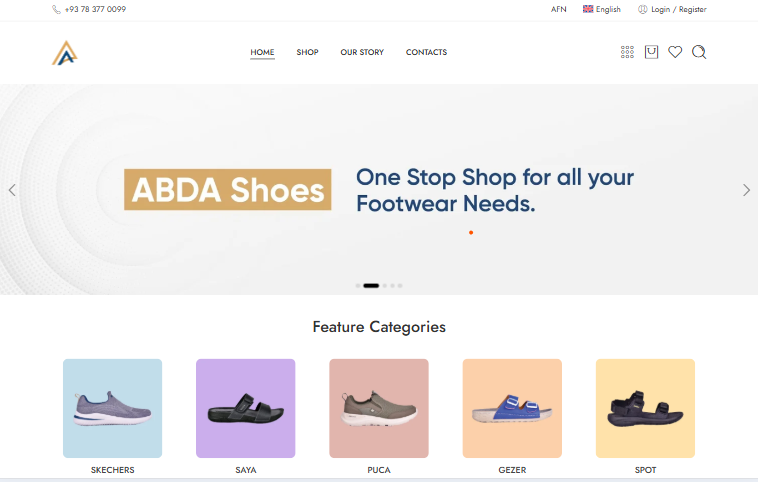 +93 78 377 0099
AFN
English
Login / Register
HOME
SHOP
OUR STORY
CONTACTS
ABDA Shoes
One Stop Shop for all your
Footwear Needs.
Feature Categories
SKECHERS
SAYA
PUCA
GEZER
SPOT